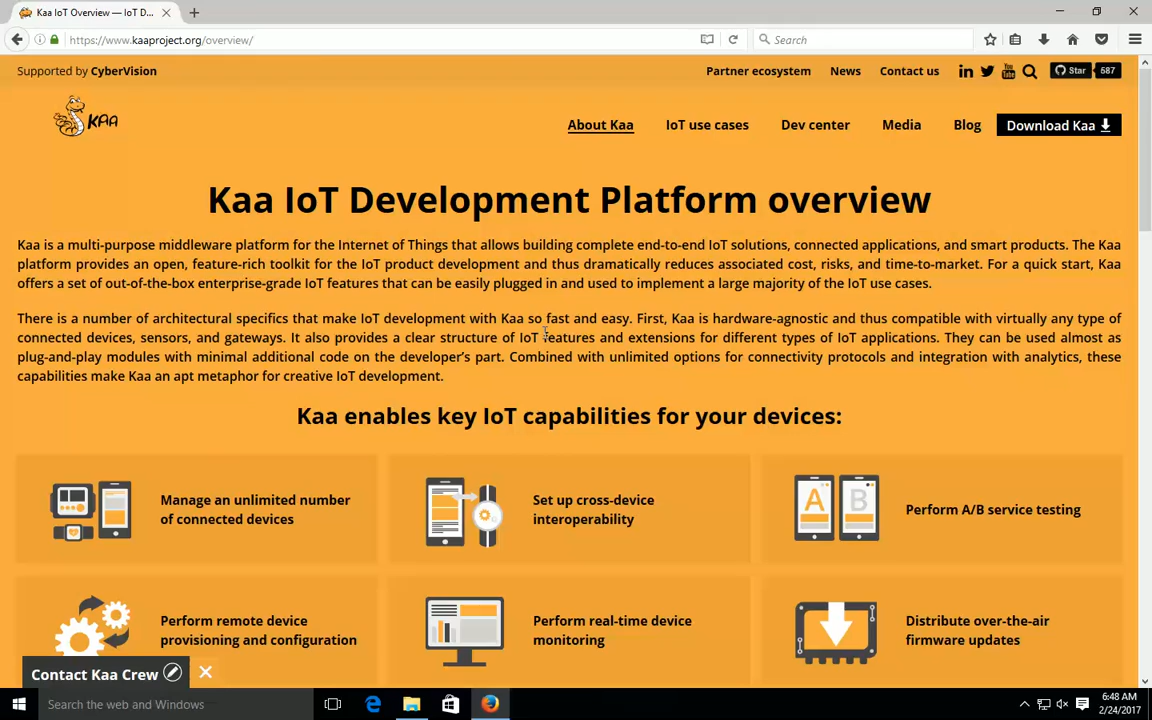 Kaa IoT Overview — IoT D...
https://www.kaaproject.org/overview/
Search
Supported by CyberVision
Partner ecosystem
News
Contact us
in
You Tube
Star
687
KAA
About Kaa
IoT use cases
Dev center
Media
Blog
Download Kaa
Kaa IoT Development Platform overview
Kaa is a multi-purpose middleware platform for the Internet of Things that allows building complete end-to-end IoT solutions, connected applications, and smart products. The Kaa
platform provides an open, feature-rich toolkit for the IoT product development and thus dramatically reduces associated cost, risks, and time-to-market. For a quick start, Kaa
offers a set of out-of-the-box enterprise-grade IoT features that can be easily plugged in and used to implement a large majority of the IoT use cases.
There is a number of architectural specifics that make IoT development with Kaa so fast and easy. First, Kaa is hardware-agnostic and thus compatible with virtually any type of
connected devices, sensors, and gateways. It also provides a clear structure of IoT features and extensions for different types of IoT applications. They can be used almost as
plug-and-play modules with minimal additional code on the developer's part. Combined with unlimited options for connectivity protocols and integration with analytics, these
capabilities make Kaa an apt metaphor for creative IoT development.
Kaa enables key IoT capabilities for your devices:
Manage an unlimited number
of connected devices
Set up cross-device
interoperability
A B
Perform A/B service testing
Perform remote device
provisioning and configuration
Perform real-time device
monitoring
Distribute over-the-air
firmware updates
Contact Kaa Crew
Search the web and Windows
6:48 AM
2/24/2017